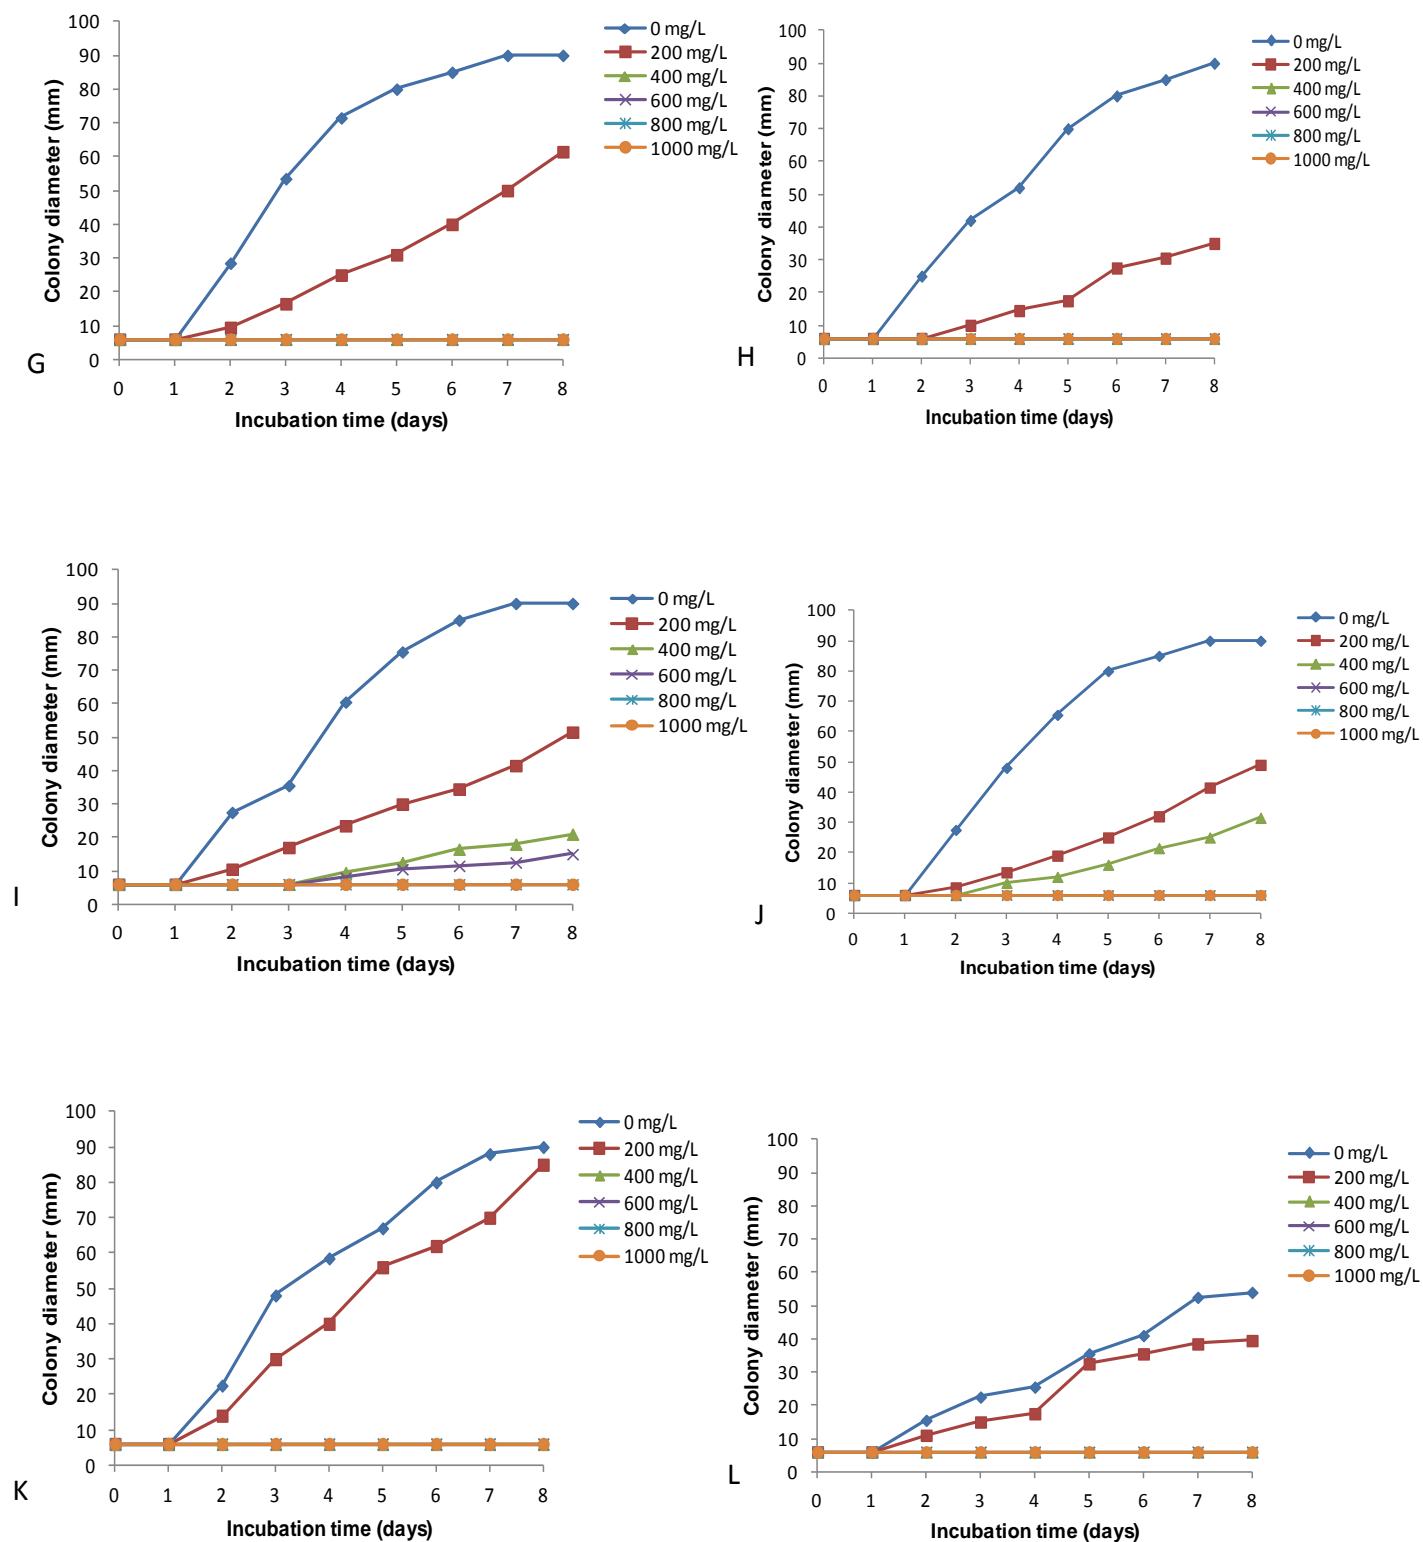 G
Colony diameter (mm)
100
90
80
70
60
50
40
30
20
10
0
0 1 2 3 4 5 6 7 8
Incubation time (days)
0 mg/L
200 mg/L
400 mg/L
600 mg/L
800 mg/L
1000 mg/L
H
Colony diameter (mm)
100
90
80
70
60
50
40
30
20
10
0
0 1 2 3 4 5 6 7 8
Incubation time (days)
0 mg/L
200 mg/L
400 mg/L
600 mg/L
800 mg/L
1000 mg/L
I
Colony diameter (mm)
100
90
80
70
60
50
40
30
20
10
0
0 1 2 3 4 5 6 7 8
Incubation time (days)
0 mg/L
200 mg/L
400 mg/L
600 mg/L
800 mg/L
1000 mg/L
J
Colony diameter (mm)
100
90
80
70
60
50
40
30
20
10
0
0 1 2 3 4 5 6 7 8
Incubation time (days)
0 mg/L
200 mg/L
400 mg/L
600 mg/L
800 mg/L
1000 mg/L
K
Colony diameter (mm)
100
90
80
70
60
50
40
30
20
10
0
0 1 2 3 4 5 6 7 8
Incubation time (days)
0 mg/L
200 mg/L
400 mg/L
600 mg/L
800 mg/L
1000 mg/L
L
Colony diameter (mm)
100
90
80
70
60
50
40
30
20
10
0
0 1 2 3 4 5 6 7 8
Incubation time (days)
0 mg/L
200 mg/L
400 mg/L
600 mg/L
800 mg/L
1000 mg/L